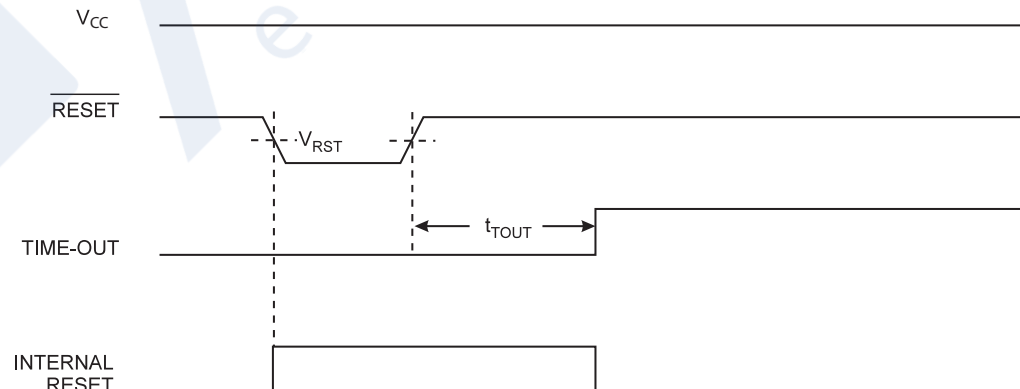 VCC
RESET
VRST
tTOUT
TIME-OUT
INTERNAL
RESET